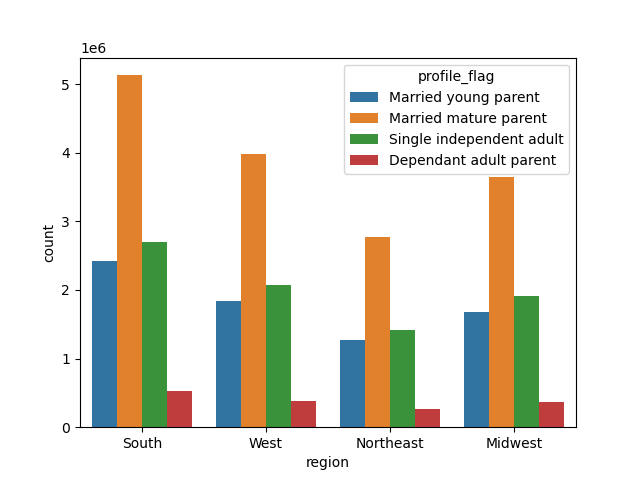 1e6
profile_flag
Married young parent
Married mature parent
Single independent adult
Dependant adult parent
5
4
3
2
1
0
count
South West Northeast Midwest
region